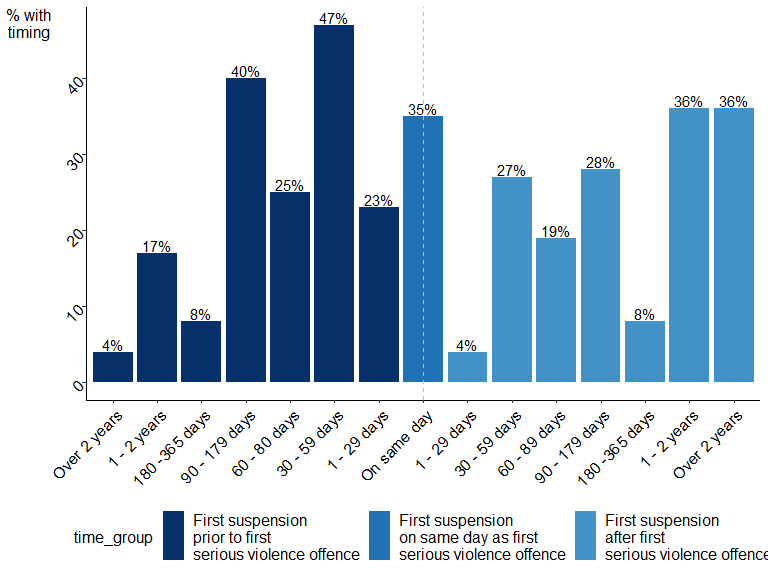 % with
timing
47%
40%
35%
36%
36%
25%
23%
27%
28%
17%
19%
8%
8%
4%
4%
40
30
20
10
0
Over 2 years
1 - 2 years
180 -365 days
90 - 179 days
60 - 80 days
30 - 59 days
1 - 29 days
On same day
1 - 29 days
30 - 59 days
60 - 89 days
90 - 179 days
180 -365 days
1 - 2 years
Over 2 years
time_group
First suspension
prior to first
serious violence offence
First suspension
on same day as first
serious violence offence
First suspension
after first
serious violence offence